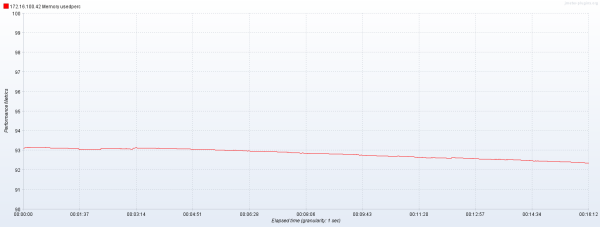 172.16.100.42 Memory usedperc
100
99
98
97
96
95
94
93
92
91
90
Performance Metrics
00:00:00 00:01:37 00:03:14 00:04:51 00:06:28 00:08:06 00:09:43 00:11:20 00:12:57 00:14:34 00:16:12
Elapsed time (granularity: 1 sec)